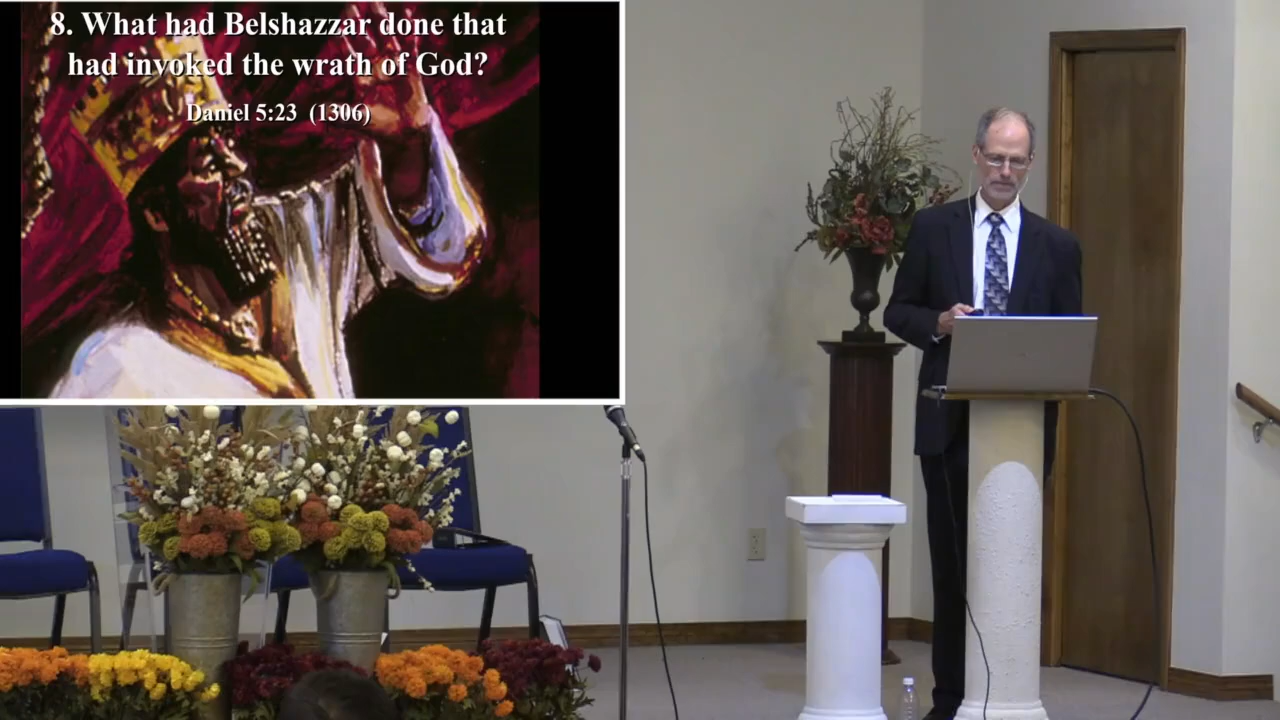 8. What had Belshazzar done that
had invoked the wrath of God?
Daniel 5:23  (1306)